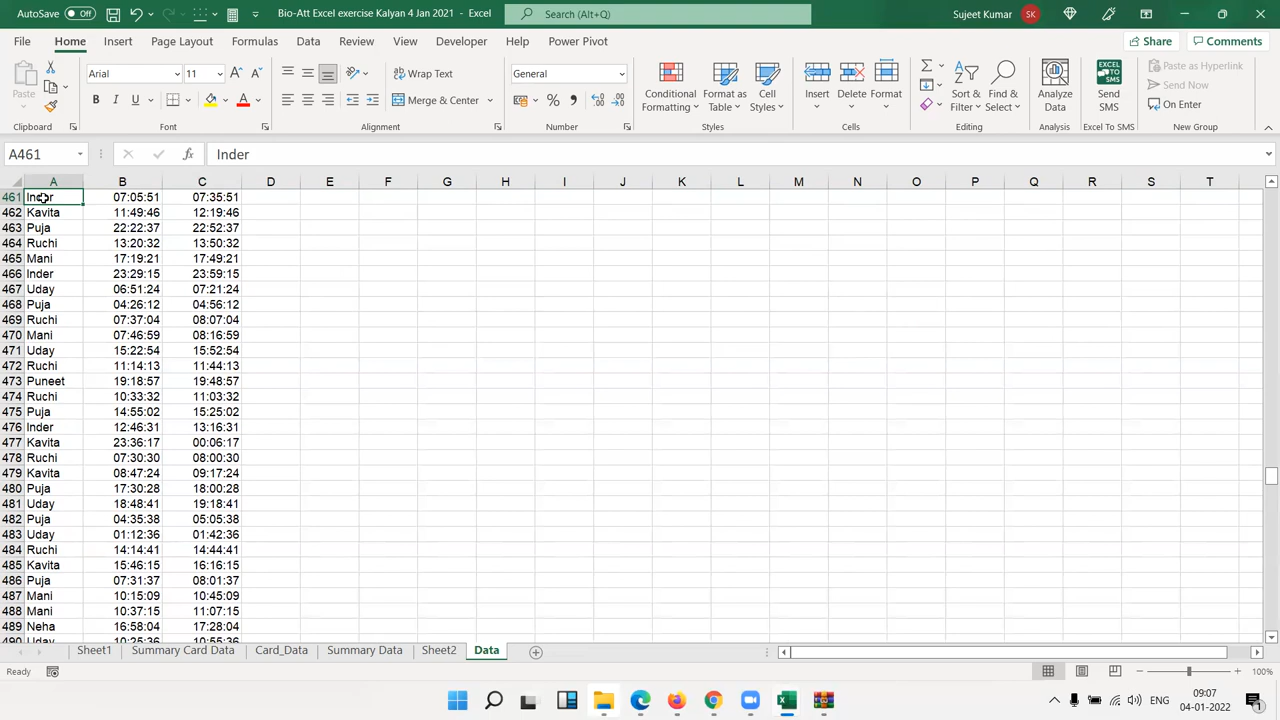 AutoSave Off Bio-Att Excel exercise Kalyan 4 Jan 2021 - Excel Search (Alt+Q) Sujeet Kumar SK
File Home Insert Page Layout Formulas Data Review View Developer Help Power Pivot Share Comments
Paste Arial 11 Wrap Text General Conditional Formatting Format as Table Cell Styles Insert Delete Format Sort & Filter Find & Select Analyze Data Send SMS Paste as Hyperlink
B I U Merge & Center Send Now
On Enter
Clipboard Font Alignment Number Styles Cells Editing Analysis Excel To SMS New Group
A461 fx Inder
A B C D E F G H I J K L M N O P Q R S T
461 Inder 07:05:51 07:35:51
462 Kavita 11:49:46 12:19:46
463 Puja 22:22:37 22:52:37
464 Ruchi 13:20:32 13:50:32
465 Mani 17:19:21 17:49:21
466 Inder 23:29:15 23:59:15
467 Uday 06:51:24 07:21:24
468 Puja 04:26:12 04:56:12
469 Ruchi 07:37:04 08:07:04
470 Mani 07:46:59 08:16:59
471 Uday 15:22:54 15:52:54
472 Ruchi 11:14:13 11:44:13
473 Puneet 19:18:57 19:48:57
474 Ruchi 10:33:32 11:03:32
475 Puja 14:55:02 15:25:02
476 Inder 12:46:31 13:16:31
477 Kavita 23:36:17 00:06:17
478 Ruchi 07:30:30 08:00:30
479 Kavita 08:47:24 09:17:24
480 Puja 17:30:28 18:00:28
481 Uday 18:48:41 19:18:41
482 Puja 04:35:38 05:05:38
483 Uday 01:12:36 01:42:36
484 Ruchi 14:14:41 14:44:41
485 Kavita 15:46:15 16:16:15
486 Puja 07:31:37 08:01:37
487 Mani 10:15:09 10:45:09
488 Mani 10:37:15 11:07:15
489 Neha 16:58:04 17:28:04
490 Uday 10:25:36 10:55:36
Sheet1 Summary Card Data Card_Data Summary Data Sheet2 Data
Ready 100%
ENG 09:07
04-01-2022